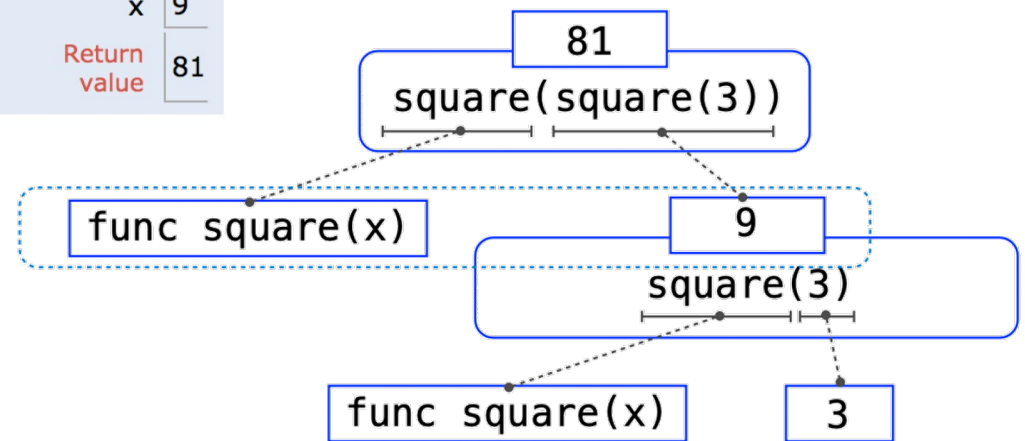 x 9
Return
value 81
81
square(square(3))
func square(x)
9
square(3)
func square(x)
3